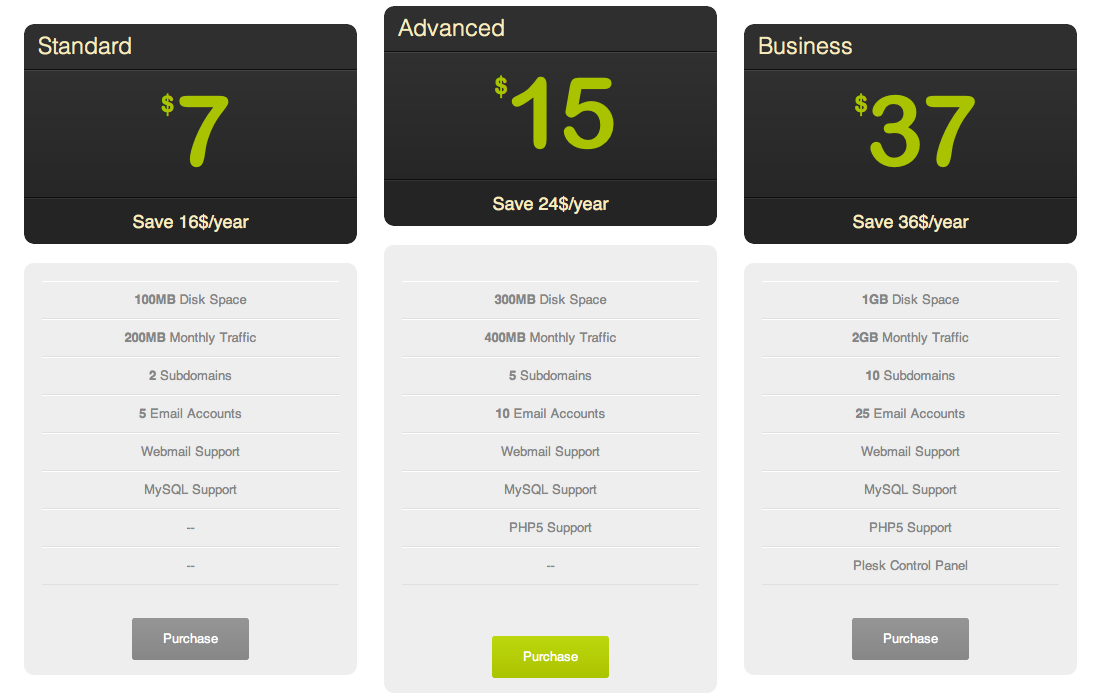 Standard
$7
Save 16$/year
100MB Disk Space
200MB Monthly Traffic
2 Subdomains
5 Email Accounts
Webmail Support
MySQL Support
--
--
Purchase
Advanced
$15
Save 24$/year
300MB Disk Space
400MB Monthly Traffic
5 Subdomains
10 Email Accounts
Webmail Support
MySQL Support
PHP5 Support
--
Purchase
Business
$37
Save 36$/year
1GB Disk Space
2GB Monthly Traffic
10 Subdomains
25 Email Accounts
Webmail Support
MySQL Support
PHP5 Support
Plesk Control Panel
Purchase